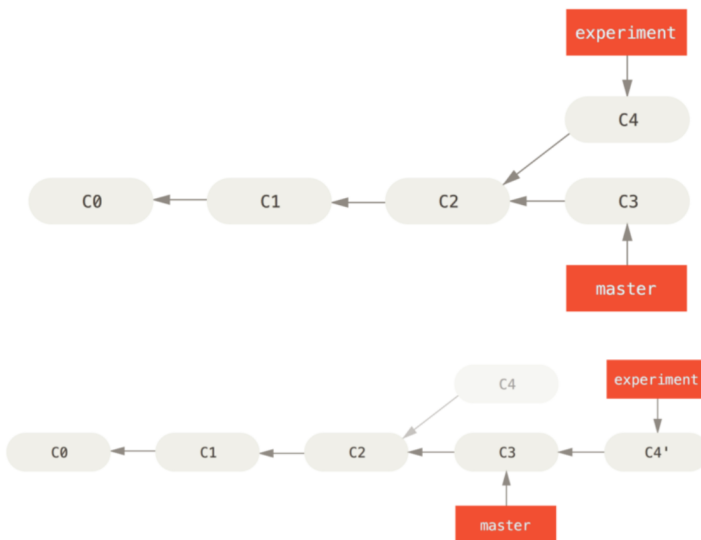 experiment
C4
C0 C1 C2 C3
master
C4 experiment
C0 C1 C2 C3 C4'
master